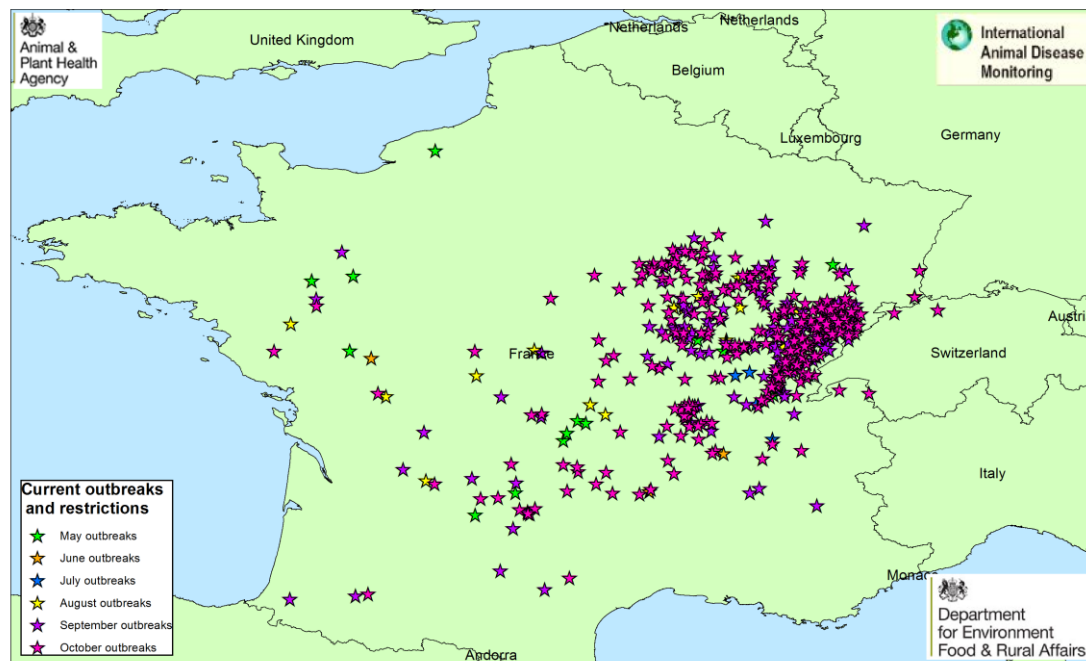 Animal &
Plant Health
Agency
International
Animal Disease
Monitoring
Netherlands
Netherlands
United Kingdom
Belgium
Luxembourg
Germany
France
Austri
Switzerland
Italy
Monaco
Andorra
Current outbreaks
and restrictions
May outbreaks
June outbreaks
July outbreaks
August outbreaks
September outbreaks
October outbreaks
Department
for Environment
Food & Rural Affairs